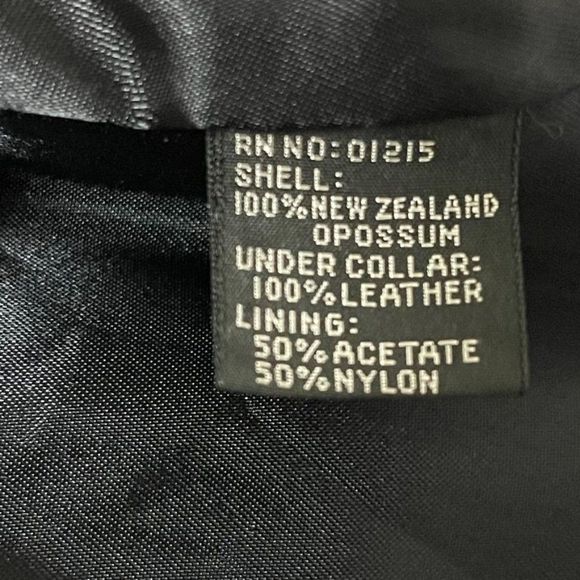 RN NO: 01215
SHELL:
100% NEW ZEALAND
OPOSSUM
UNDER COLLAR:
100% LEATHER
LINING:
50% ACETATE
50% NYLON